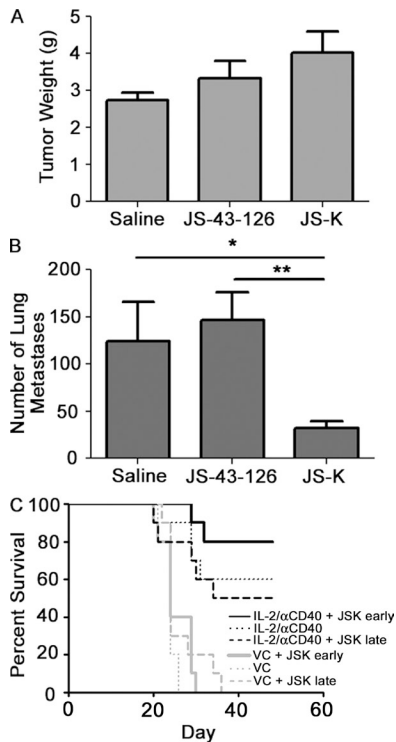 A
Tumor Weight (g)
5
4
3
2
1
0
Saline JS-43-126 JS-K
B
* 
**
Number of Lung
Metastases
200
150
100
50
0
Saline JS-43-126 JS-K
C
Percent Survival
100
80
60
40
20
0
IL-2/αCD40 + JSK early
IL-2/αCD40
IL-2/αCD40 + JSK late
VC + JSK early
VC
VC + JSK late
0 20 40 60
Day